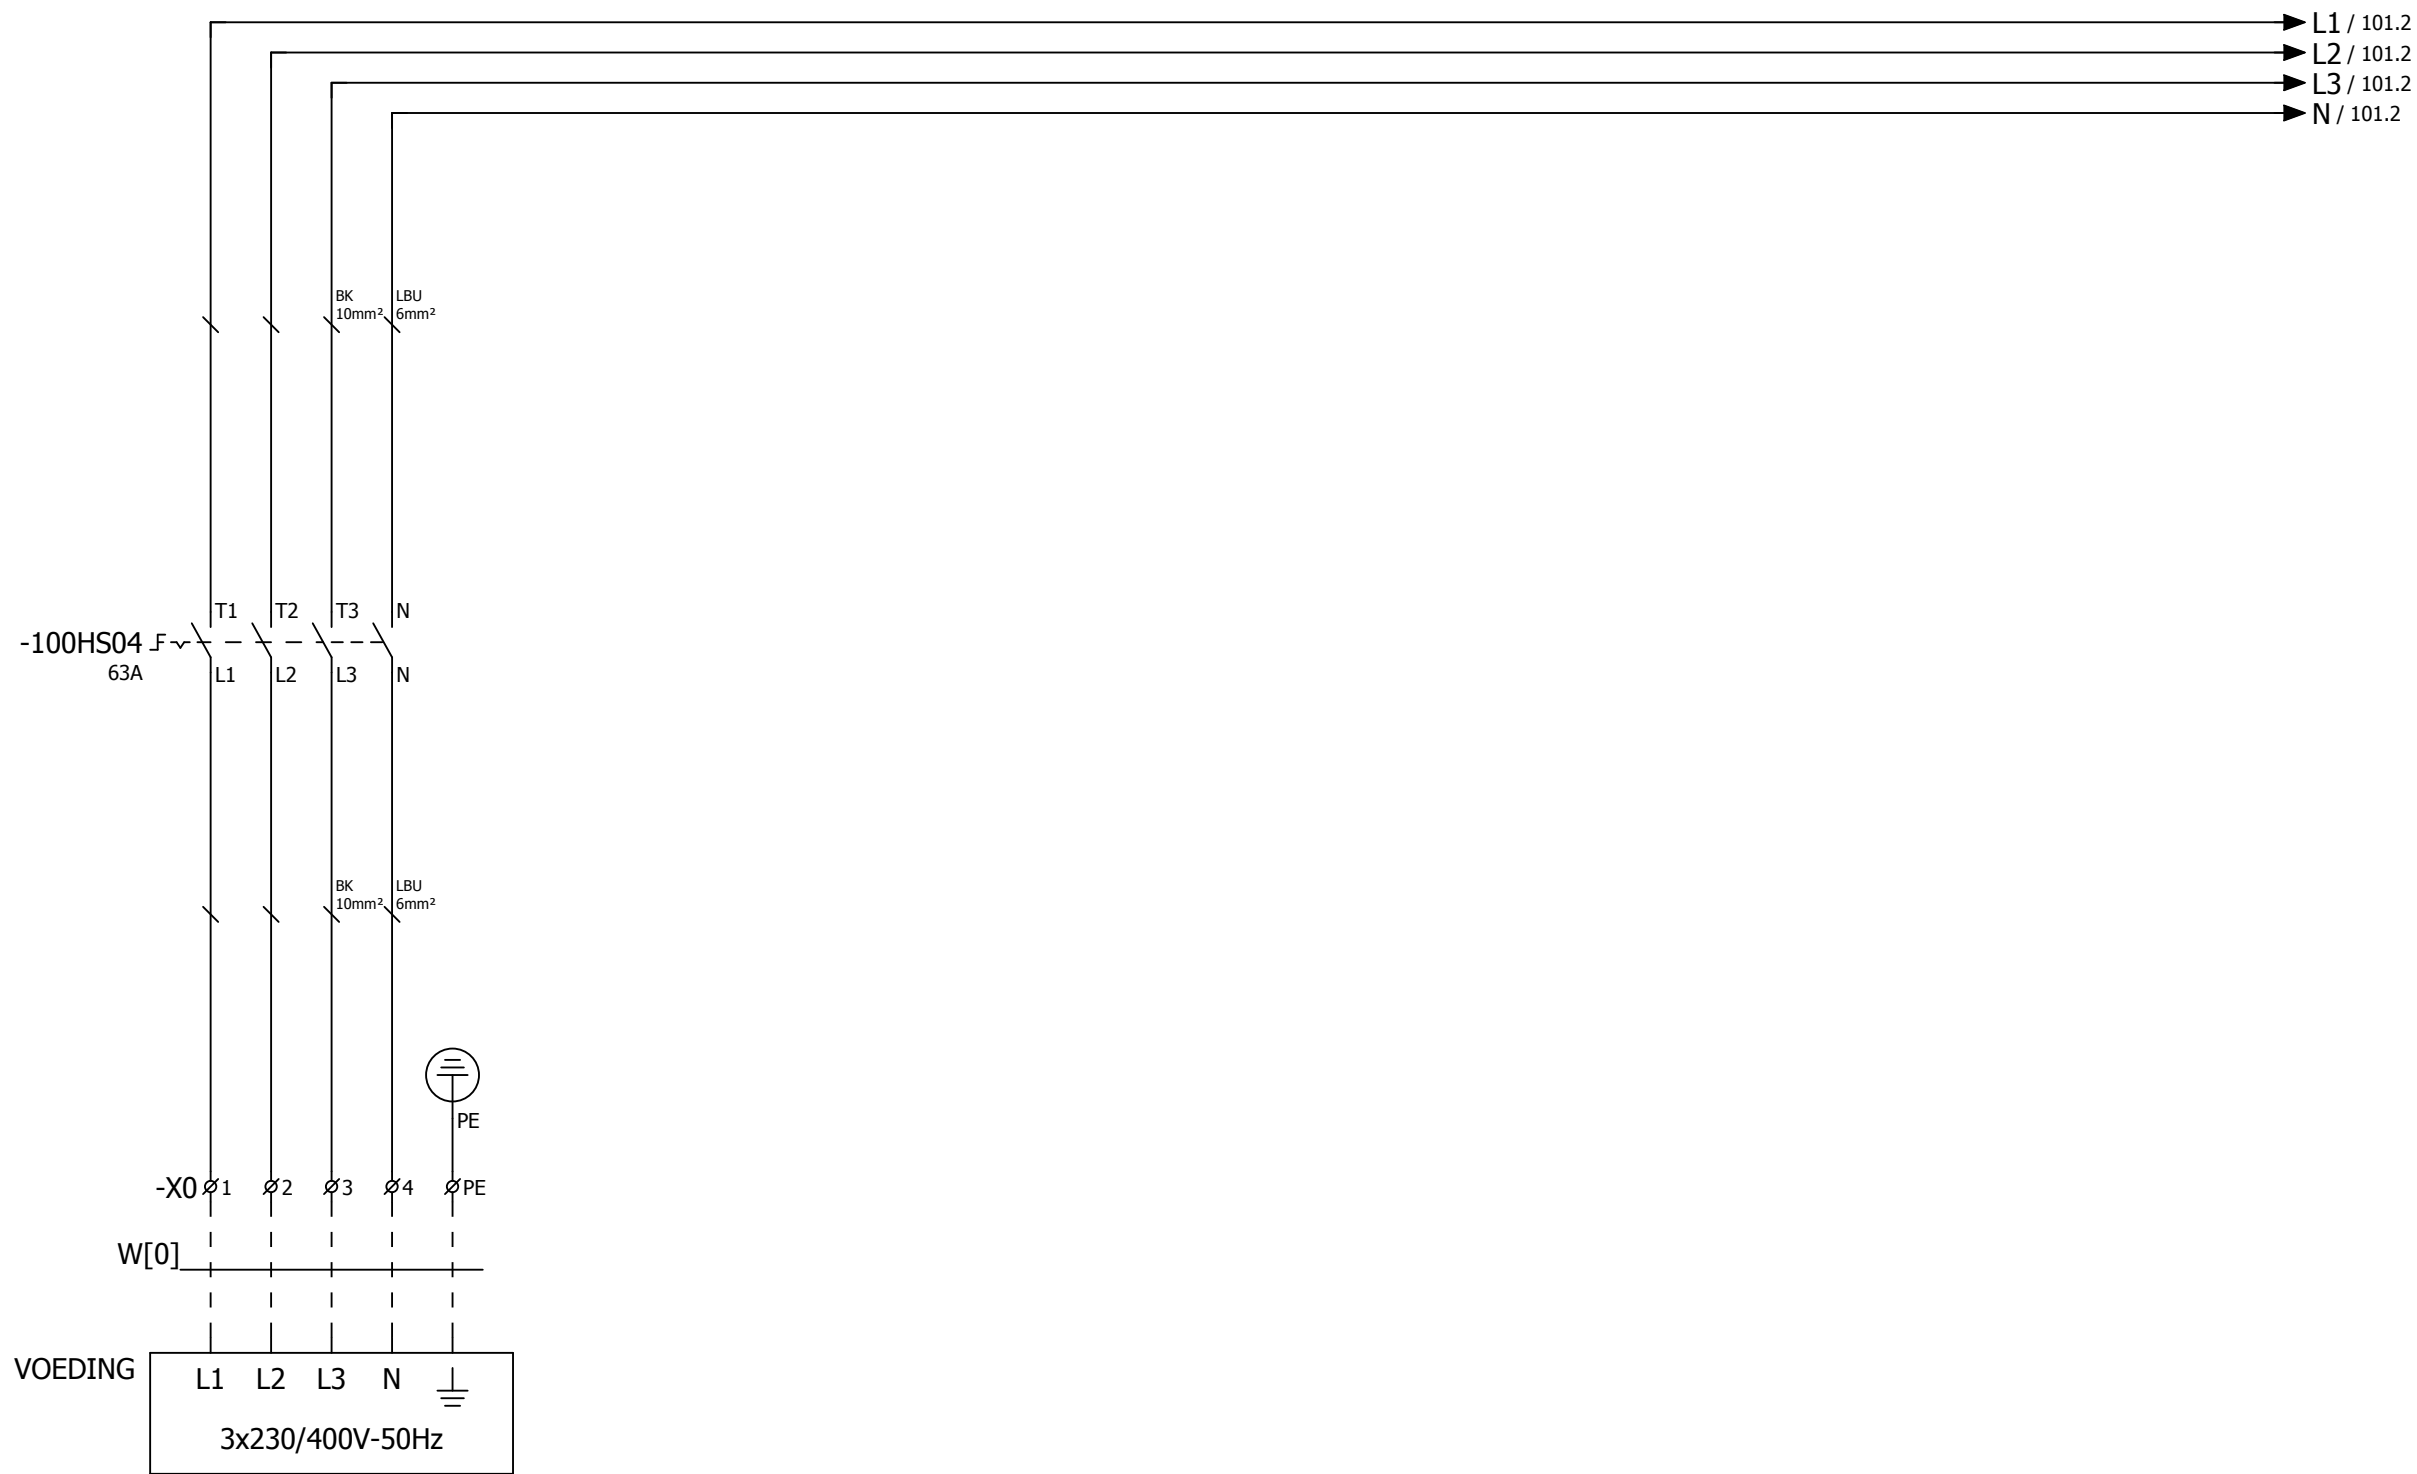 L1 / 101.2
L2 / 101.2
L3 / 101.2
N / 101.2
BK LBU
10mm² 6mm²
T1 T2 T3 N
-100HS04
63A
L1 L2 L3 N
BK LBU
10mm² 6mm²
PE
-X0 1 2 3 4 PE
W[0]
VOEDING L1 L2 L3 N
3x230/400V-50Hz